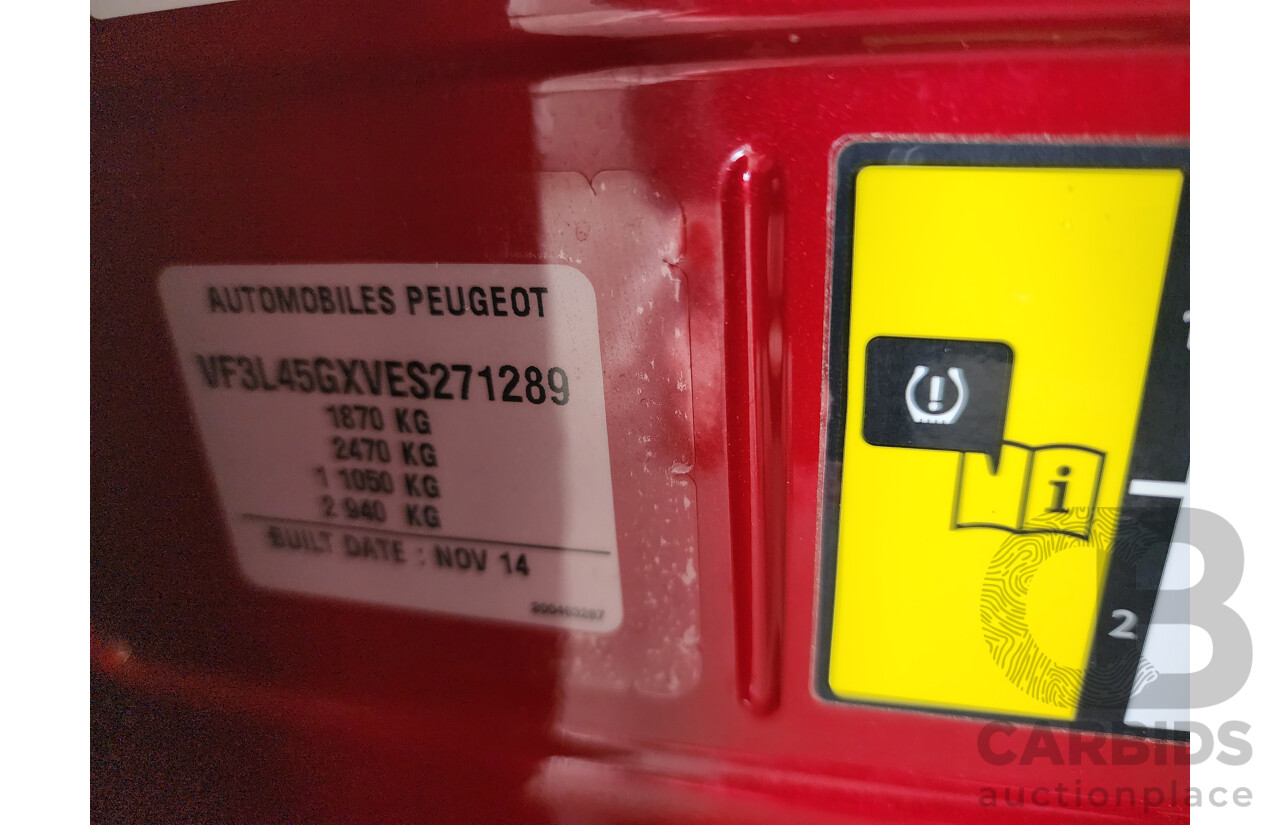 AUTOMOBILES PEUGEOT
VF3L45GXVES271289
1870 KG
2470 KG
1 1050 KG
2 940 KG
BUILT DATE : NOV 14
!
i
2
CB
CARBIDS
auctionplace